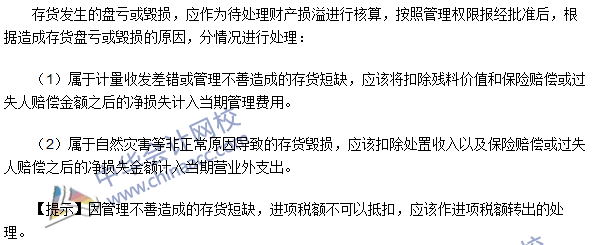 存货发生的盘亏或毁损，应作为待处理财产损溢进行核算，按照管理权限报经批准后，根
据造成存货盘亏或毁损的原因，分情况进行处理：
（1）属于计量收发差错或管理不善造成的存货短缺，应该将扣除残料价值和保险赔偿或过
失人赔偿金额之后的净损失计入当期管理费用。
（2）属于自然灾害等非正常原因导致的存货毁损，应该扣除处置收入以及保险赔偿或过失
人赔偿之后的净损失金额计入当期营业外支出。
【提示】因管理不善造成的存货短缺，进项税额不可以抵扣，应该作进项税额转出的处
理。
中华会计网校
www.chinaacc.com